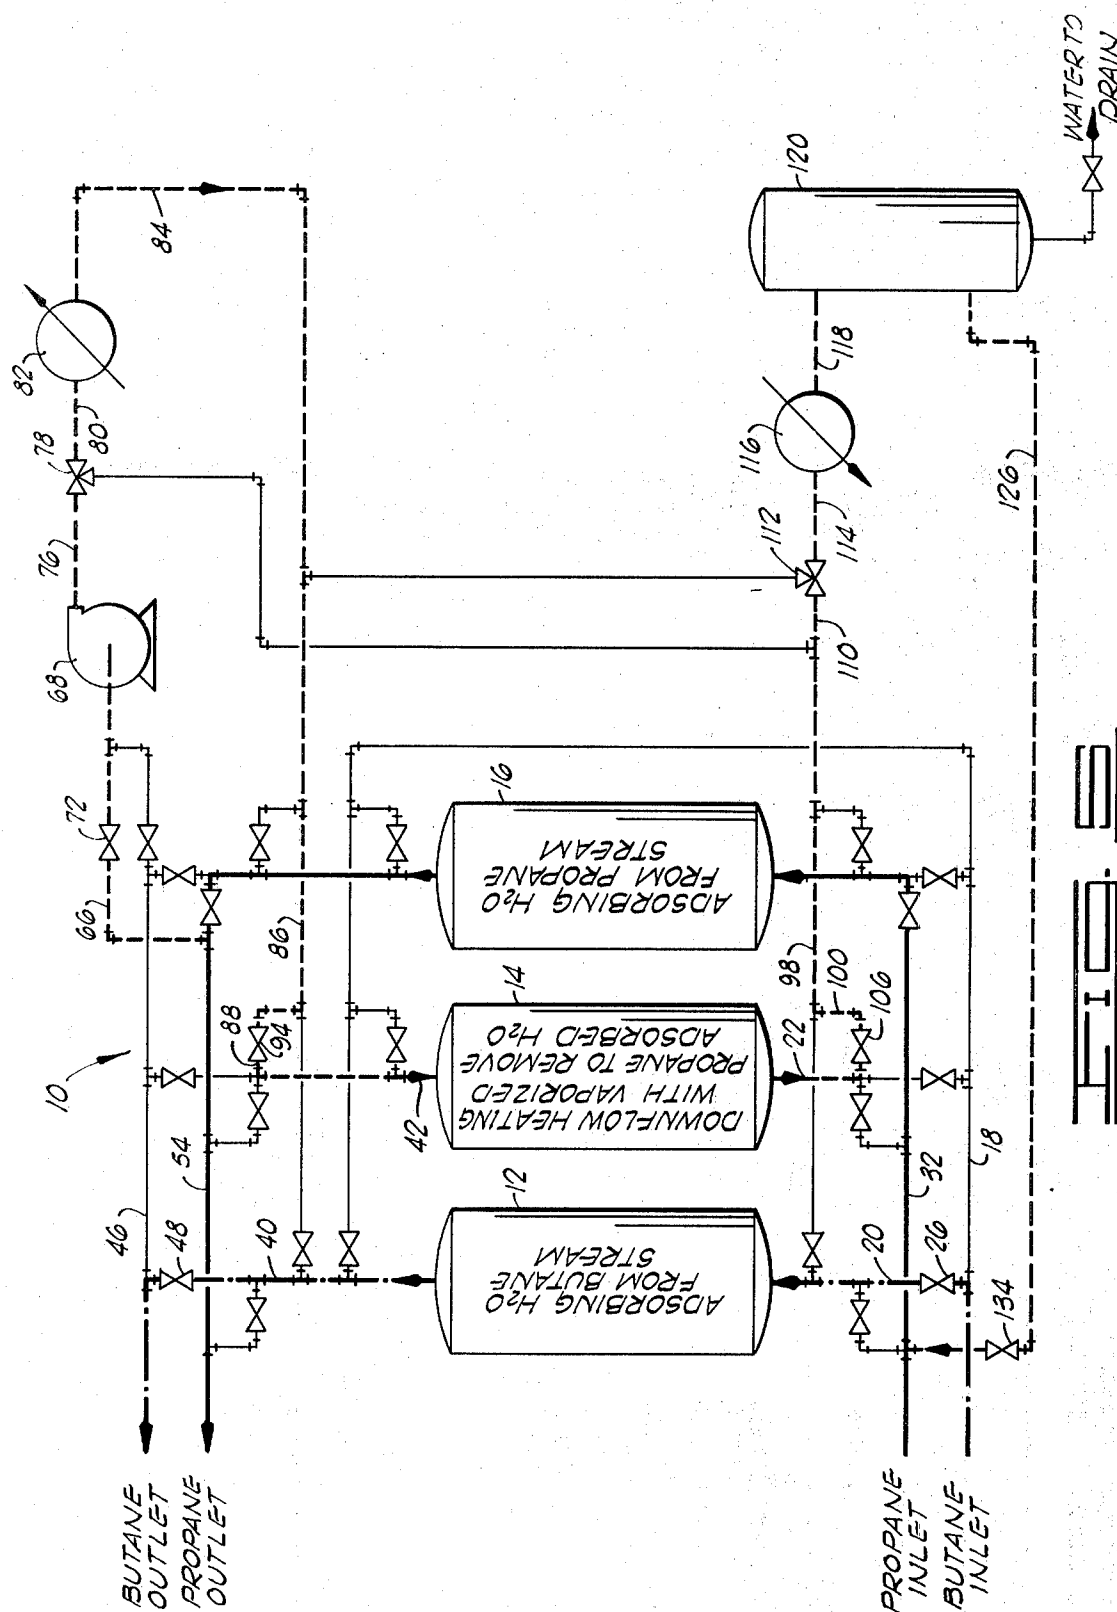 10
BUTANE
OUTLET
PROPANE
OUTLET
46
48
54
40
66
72
68
76
78
80
82
84
86
88
94
42
12
ADSORBING H₂O
FROM BUTANE
STREAM
14
DOWNFLOW HEATING
WITH VAPORIZED
PROPANE TO REMOVE
ADSORBED H₂O
16
ADSORBING H₂O
FROM PROPANE
STREAM
22
98
100
106
110
112
114
116
118
120
WATER TO
DRAIN
126
PROPANE
INLET
BUTANE
INLET
20
26
32
18
134
FIG. 5